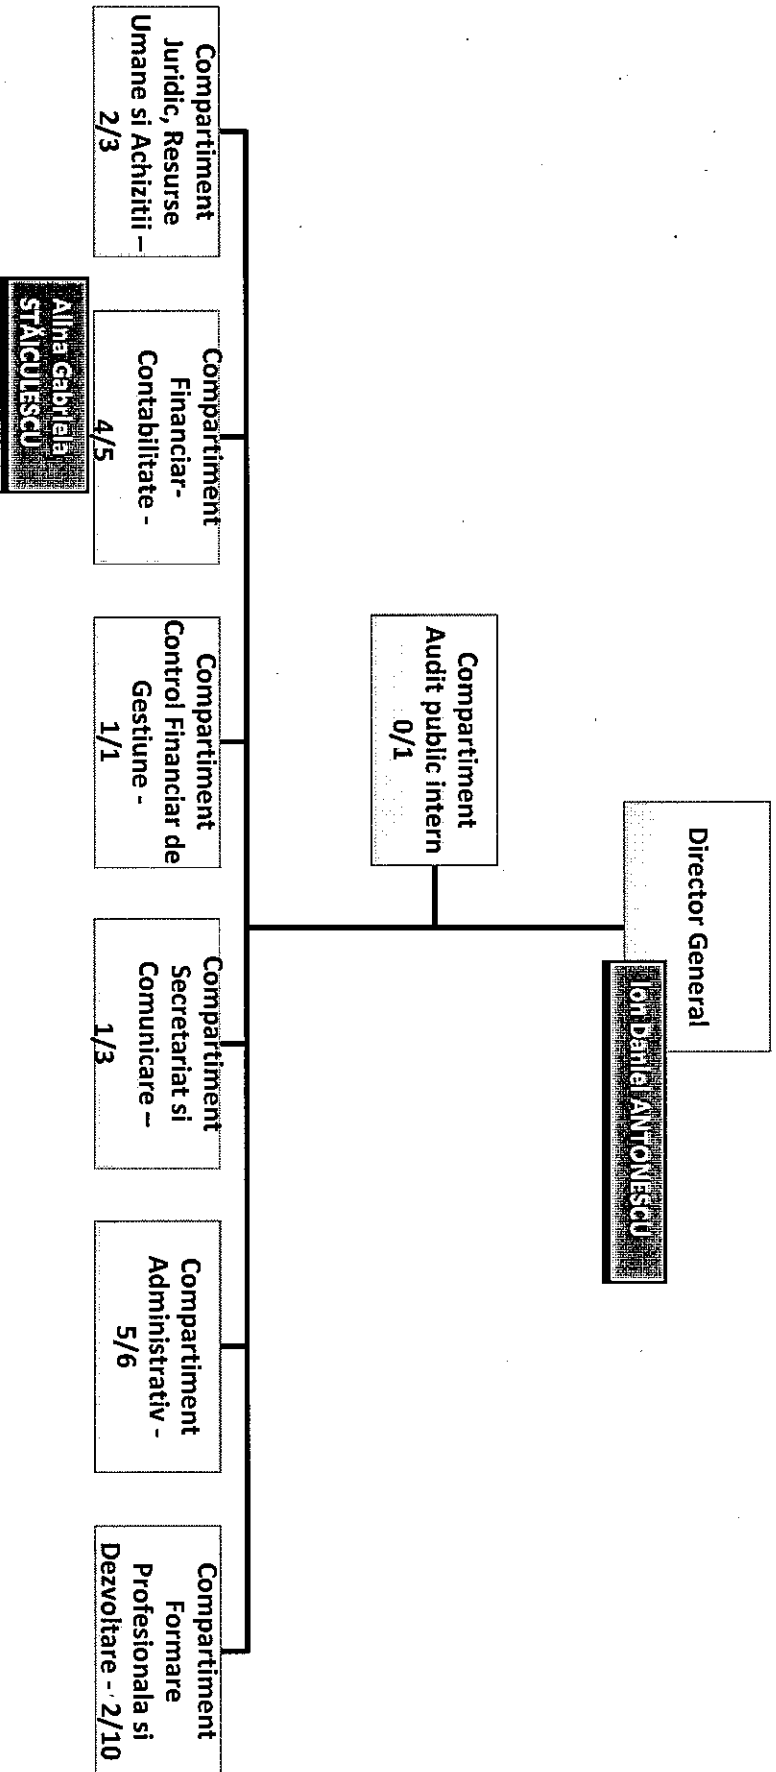 Director General
Ion Daniel ANTONESCU
Compartiment
Audit public intern
0/1
Compartiment
Juridic, Resurse
Umane si Achizitii –
2/3
Compartiment
Financiar-
Contabilitate -
4/5
Alina Gabriela
STĂICULESCU
Compartiment
Control Financiar de
Gestiune -
1/1
Compartiment
Secretariat si
Comunicare –
1/3
Compartiment
Administrativ -
5/6
Compartiment
Formare
Profesionala si
Dezvoltare - 2/10